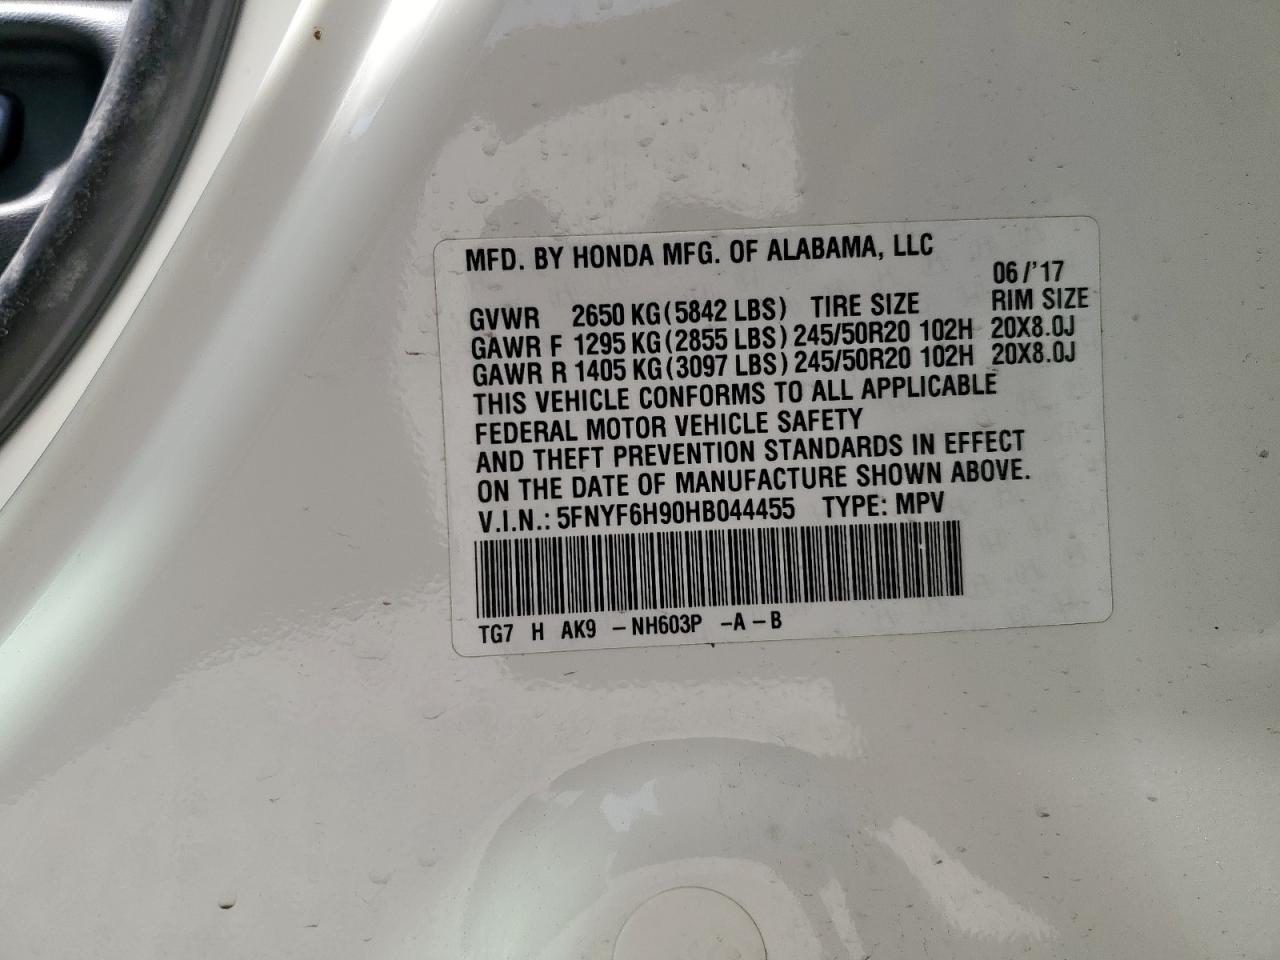 MFD. BY HONDA MFG. OF ALABAMA, LLC
06/'17
GVWR 2650 KG(5842 LBS) TIRE SIZE RIM SIZE
GAWR F 1295 KG(2855 LBS) 245/50R20 102H 20X8.0J
GAWR R 1405 KG(3097 LBS) 245/50R20 102H 20X8.0J
THIS VEHICLE CONFORMS TO ALL APPLICABLE
FEDERAL MOTOR VEHICLE SAFETY
AND THEFT PREVENTION STANDARDS IN EFFECT
ON THE DATE OF MANUFACTURE SHOWN ABOVE.
V.I.N.: 5FNYF6H90HB044455 TYPE: MPV
TG7 H AK9 -NH603P -A-B